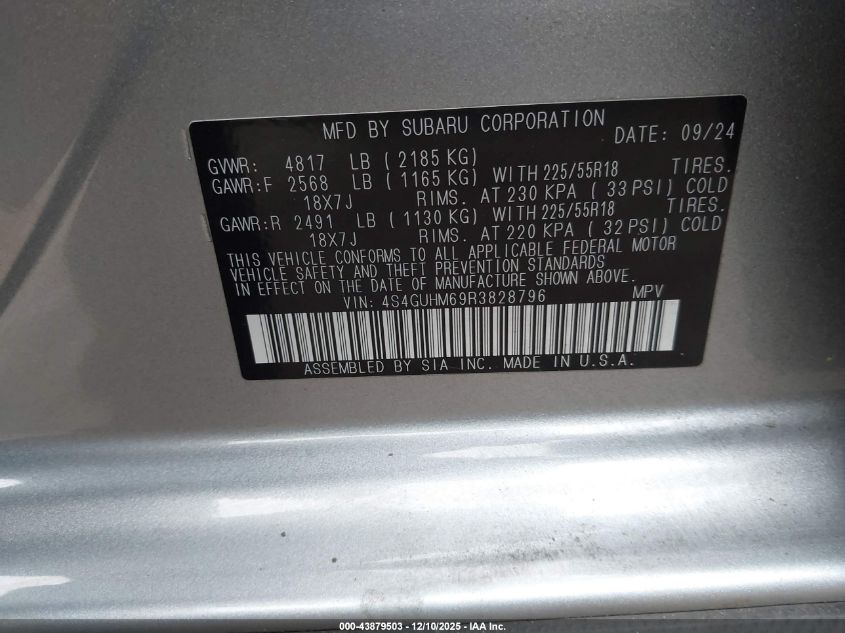 MFD BY SUBARU CORPORATION DATE: 09/24
GVWR: 4817 LB ( 2185 KG)
GAWR:F 2568 LB ( 1165 KG) WITH 225/55R18 TIRES.
18X7J RIMS. AT 230 KPA ( 33 PSI) COLD
GAWR:R 2491 LB ( 1130 KG) WITH 225/55R18 TIRES.
18X7J RIMS. AT 220 KPA ( 32 PSI) COLD
THIS VEHICLE CONFORMS TO ALL APPLICABLE FEDERAL MOTOR
VEHICLE SAFETY AND THEFT PREVENTION STANDARDS
IN EFFECT ON THE DATE OF MANUFACTURE SHOWN ABOVE.
VIN: 4S4GUHM69R3828796 MPV
ASSEMBLED BY SIA INC. MADE IN U.S.A.
000-43879503 - 12/10/2025 - IAA Inc.